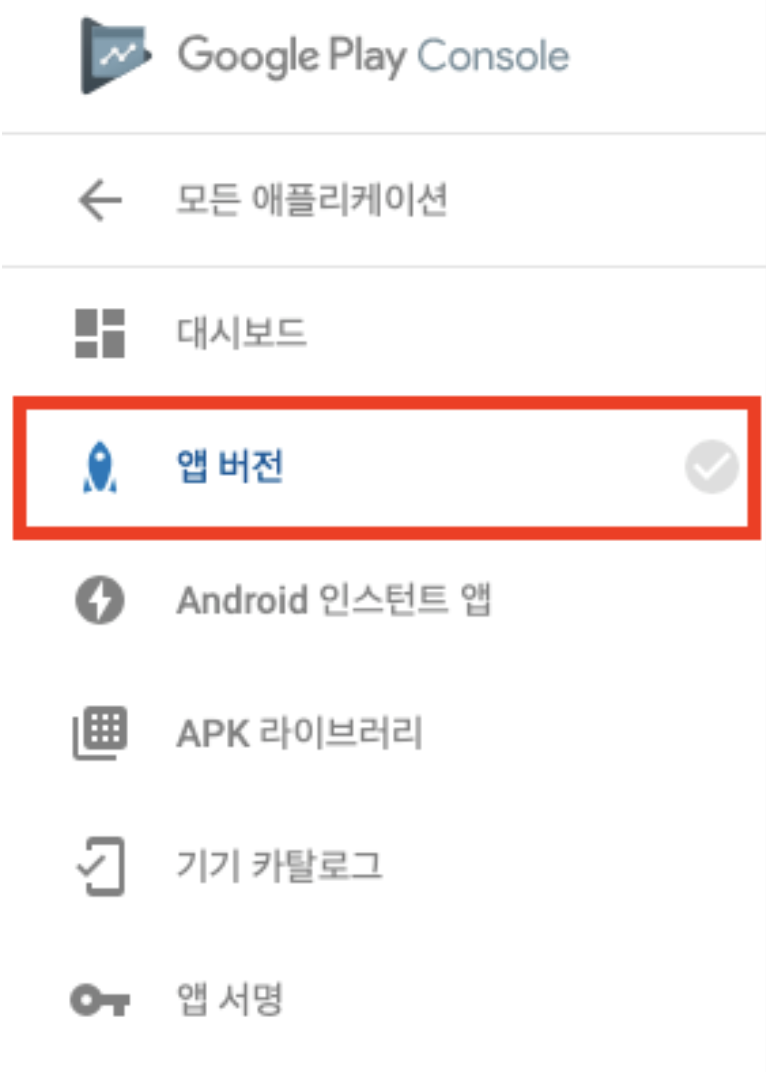 Google Play Console
모든 애플리케이션
대시보드
앱 버전
Android 인스턴트 앱
APK 라이브러리
기기 카탈로그
앱 서명